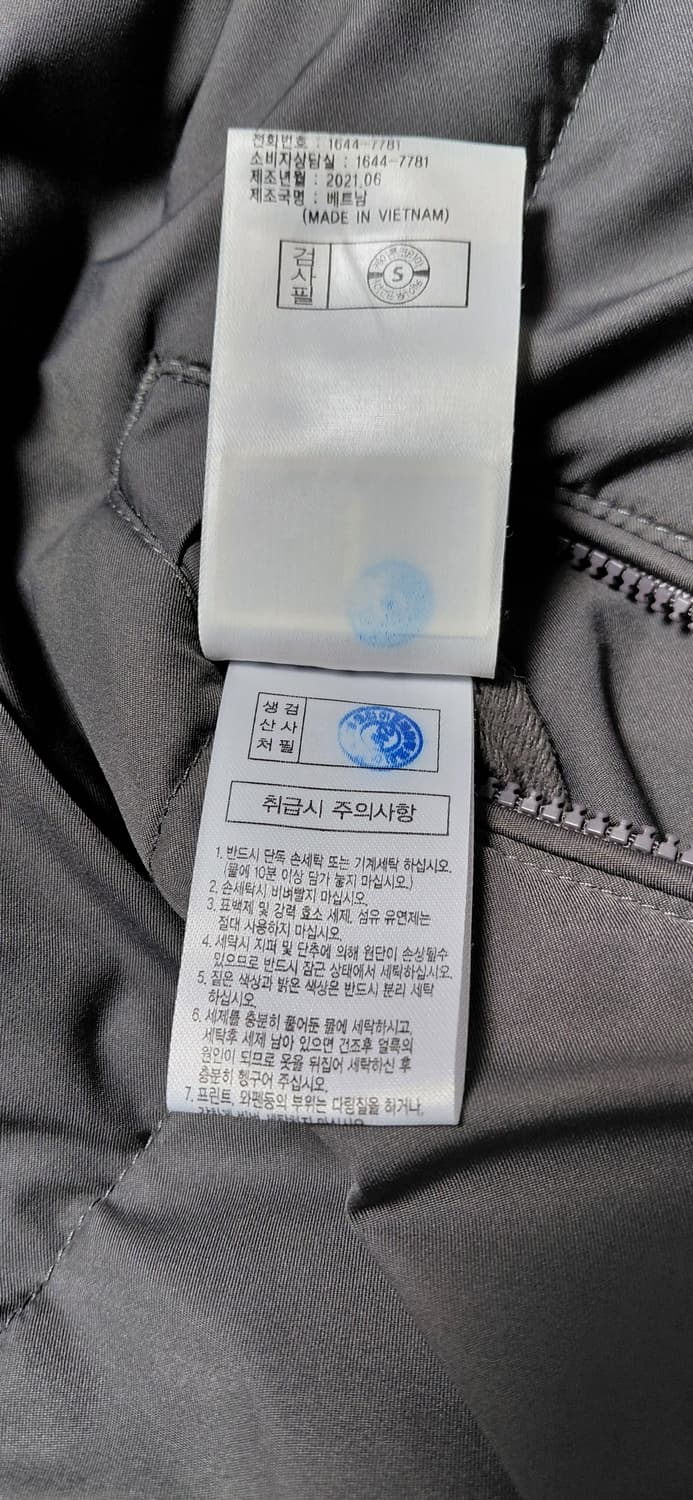 전화번호 : 1644-7781
소비자상담실 : 1644-7781
제조년월 : 2021.06
제조국명 : 베트남
(MADE IN VIETNAM)
검사필
S
생산처
검사필
취급시 주의사항
1. 반드시 단독 손세탁 또는 기계세탁 하십시오.
(물에 10분 이상 담가 놓지 마십시오.)
2. 손세탁시 비벼빨지 마십시오.
3. 표백제 및 강력 효소 세제, 섬유 유연제는
절대 사용하지 마십시오.
4. 세탁시 지퍼 및 단추에 의해 원단이 손상될수
있으므로 반드시 잠근 상태에서 세탁하십시오.
5. 짙은 색상과 밝은 색상은 반드시 분리 세탁
하십시오.
6. 세제를 충분히 풀어둔 물에 세탁하시고,
세탁후 세제 남아 있으면 건조후 얼룩의
원인이 되므로 옷을 뒤집어 세탁하신 후
충분히 헹구어 주십시오.
7. 프린트, 와펜등의 부위는 다림질을 하거나,